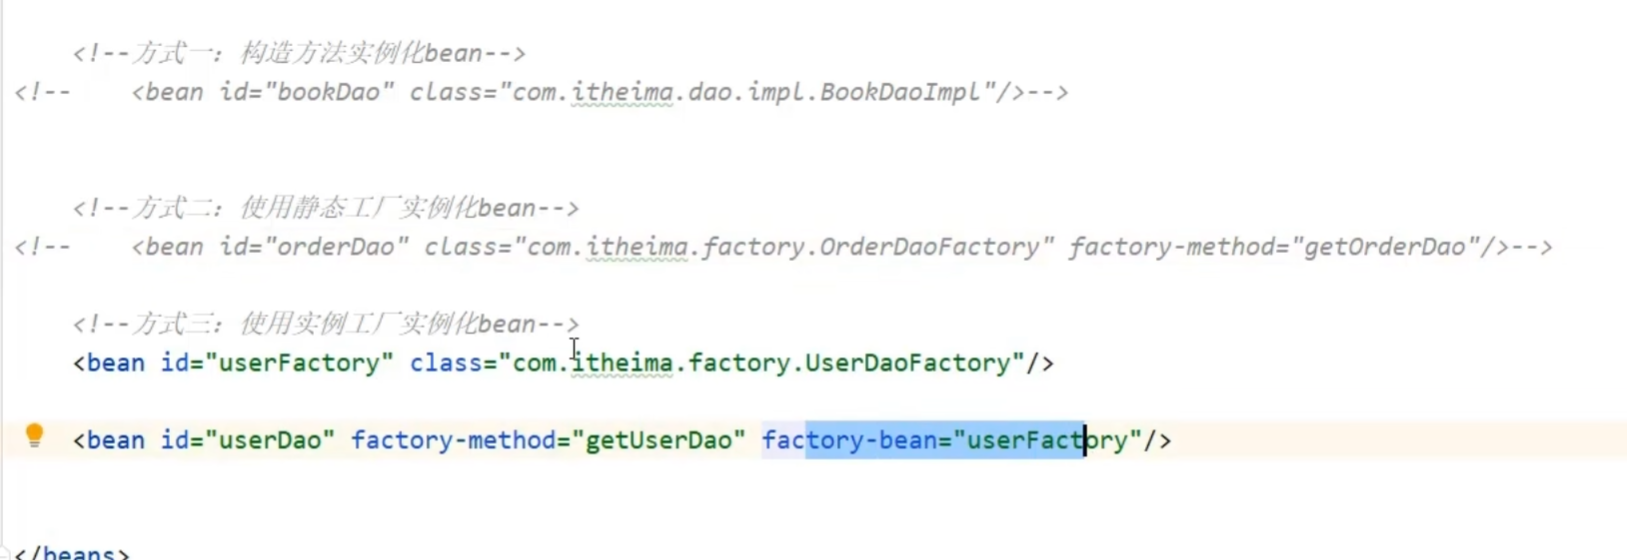 <!--方式一：构造方法实例化bean-->
<!--    <bean id="bookDao" class="com.itheima.dao.impl.BookDaoImpl"/>-->
<!--方式二：使用静态工厂实例化bean-->
<!--    <bean id="orderDao" class="com.itheima.factory.OrderDaoFactory" factory-method="getOrderDao"/>-->
<!--方式三：使用实例工厂实例化bean-->
<bean id="userFactory" class="com.itheima.factory.UserDaoFactory"/>
<bean id="userDao" factory-method="getUserDao" factory-bean="userFactory"/>
</beans>